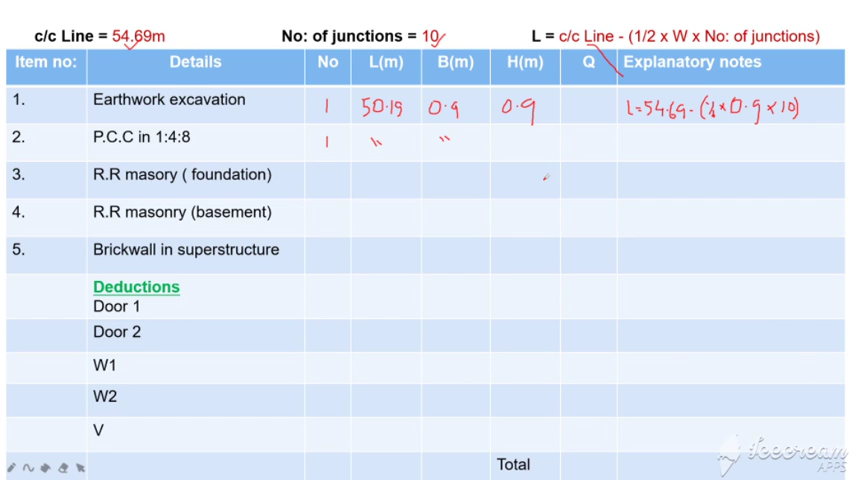 c/c Line = 54.69m No: of junctions = 10 L = c/c Line - (1/2 x W x No: of junctions)
Item no: Details No L(m) B(m) H(m) Q Explanatory notes
1. Earthwork excavation 1 50.19 0.9 0.9 L=54.69-(1/2×0.9×10)
2. P.C.C in 1:4:8 1 " "
3. R.R masory ( foundation)
4. R.R masonry (basement)
5. Brickwall in superstructure
Deductions
Door 1
Door 2
W1
W2
V
Total
Icecream
APPS